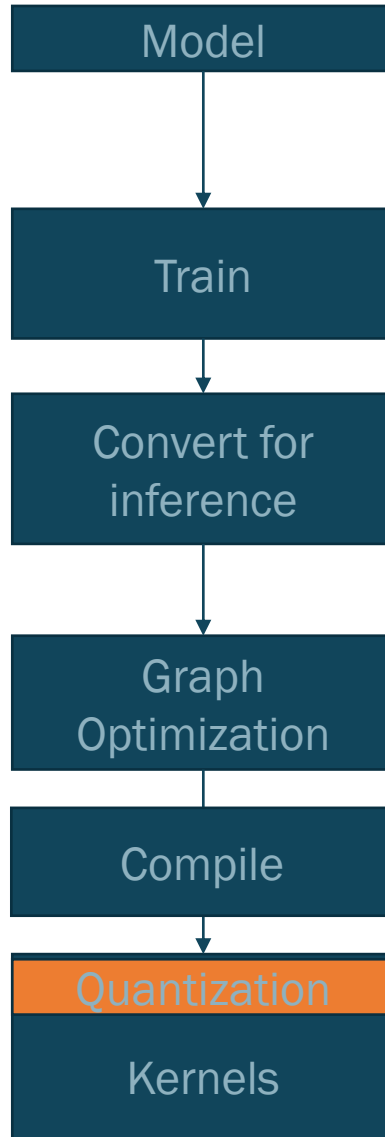 Model
Train
Convert for
inference
Graph
Optimization
Compile
Quantization
Kernels